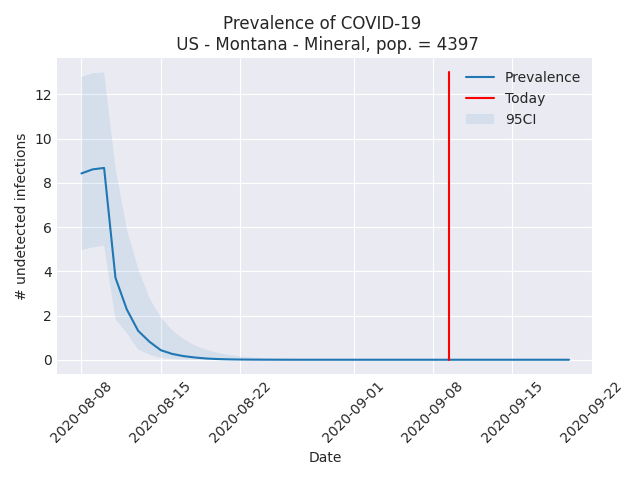 Prevalence of COVID-19
US - Montana - Mineral, pop. = 4397
Prevalence
Today
95CI
# undetected infections
12
10
8
6
4
2
0
2020-08-08
2020-08-15
2020-08-22
2020-09-01
2020-09-08
2020-09-15
2020-09-22
Date